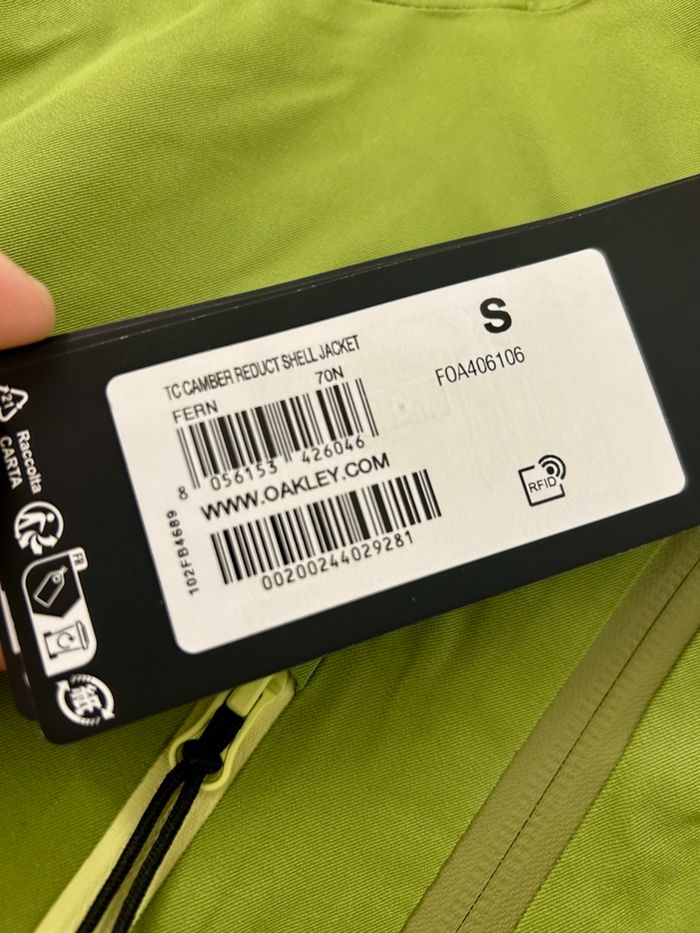 S
TC CAMBER REDUCT SHELL JACKET
FERN 70N
FOA406106
8 056153 426046
WWW.OAKLEY.COM
RFID
00200244029281
102FB4689
21
Raccolta
CARTA
FR
紙